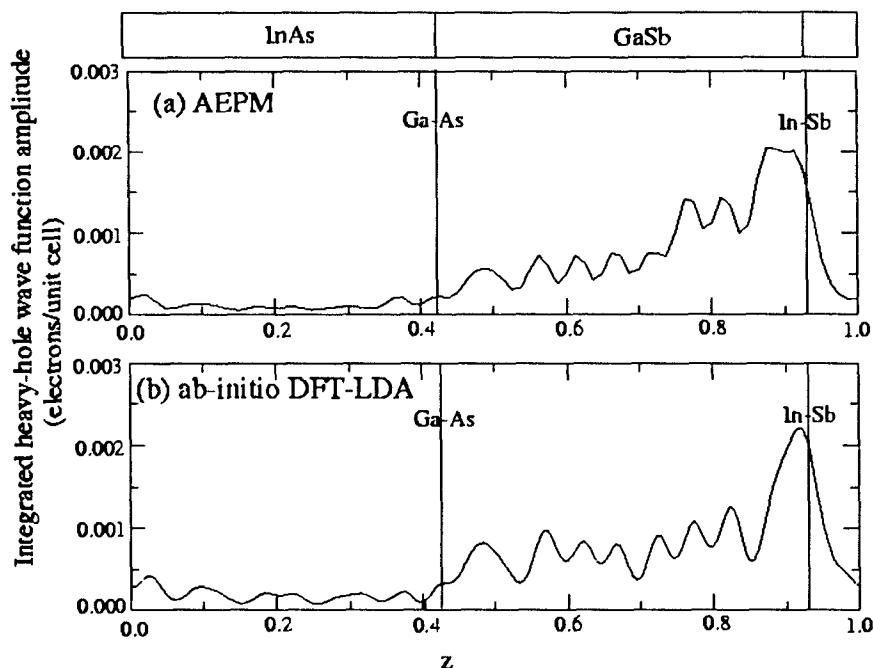 InAs GaSb
Integrated heavy-hole wave function amplitude
(electrons/unit cell)
0.003
(a) AEPM
Ga-As In-Sb
0.002
0.001
0.000
0.0 0.2 0.4 0.6 0.8 1.0
0.003
(b) ab-initio DFT-LDA
Ga-As In-Sb
0.002
0.001
0.000
0.0 0.2 0.4 0.6 0.8 1.0
z